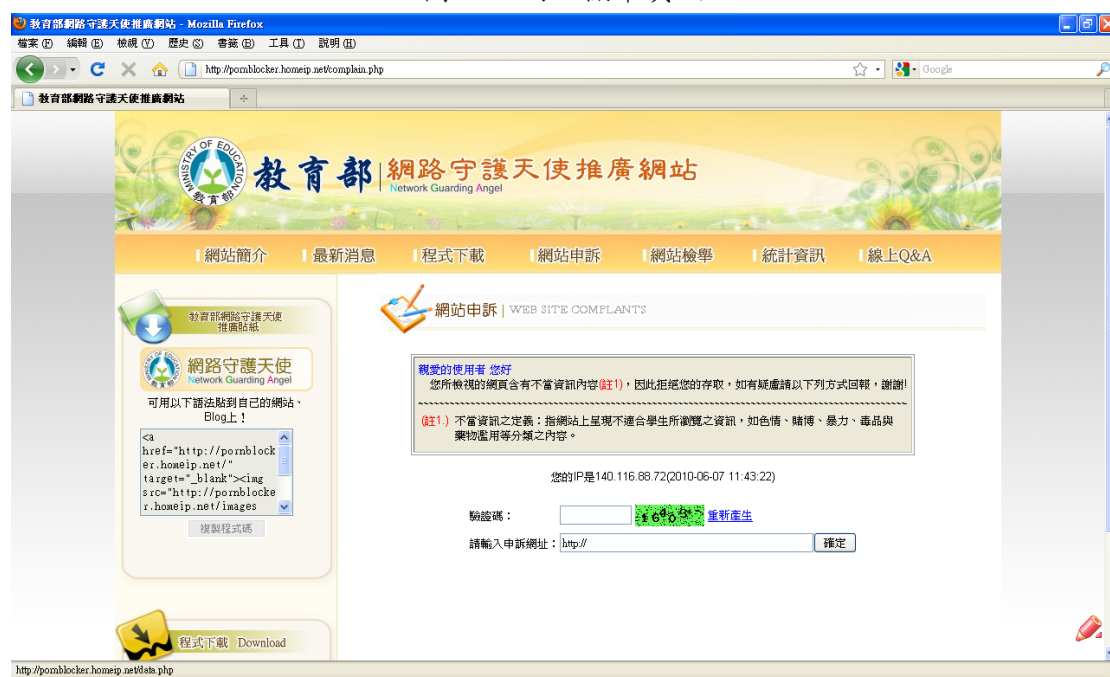 教育部網路守護天使推廣網站 - Mozilla Firefox
檔案(F) 編輯(E) 檢視(V) 歷史(S) 書籤(B) 工具(T) 說明(H)
http://pornblocker.homeip.net/complain.php
Google
教育部網路守護天使推廣網站
MINISTRY OF EDUCATION
教育部
教育部
網路守護天使推廣網站
Network Guarding Angel
網站簡介
最新消息
程式下載
網站申訴
網站檢舉
統計資訊
線上Q&A
教育部網路守護天使
推廣貼紙
網路守護天使
Network Guarding Angel
可用以下語法貼到自己的網站、
Blog上!
<a
href="http://pornblock
er.homeip.net/"
target="_blank"><img
src="http://pornblocke
r.homeip.net/images
複製程式碼
程式下載 Download
網站申訴 | WEB SITE COMPLANTS
親愛的使用者 您好
您所檢視的網頁含有不當資訊內容(註1),因此拒絕您的存取,如有疑慮請以下列方式回報,謝謝!
(註1.) 不當資訊之定義:指網站上呈現不適合學生所瀏覽之資訊,如色情、賭博、暴力、毒品與
藥物濫用等分類之內容。
您的IP是140.116.88.72(2010-06-07 11:43:22)
驗證碼:
重新產生
請輸入申訴網址: http://
確定
http://pornblocker.homeip.net/data.php